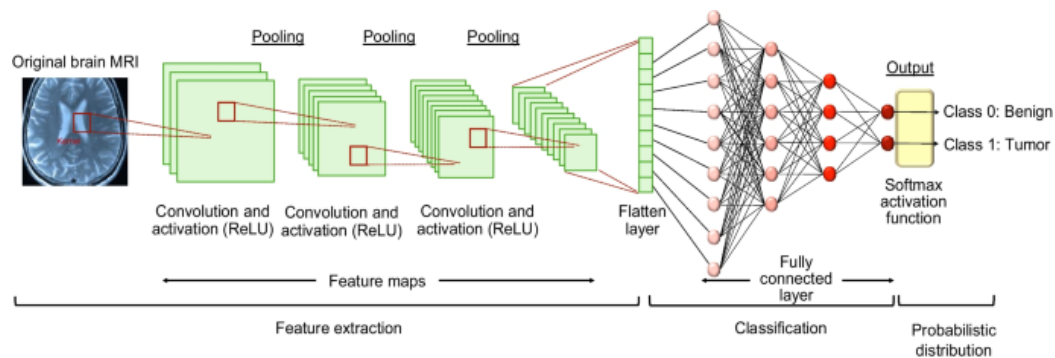 Pooling
Pooling
Pooling
Original brain MRI
Output
Class 0: Benign
Class 1: Tumor
Softmax
activation
function
Convolution and
activation (ReLU)
Convolution and
activation (ReLU)
Convolution and
activation (ReLU)
Flatten
layer
Feature maps
Fully
connected
layer
Feature extraction
Classification
Probabilistic
distribution